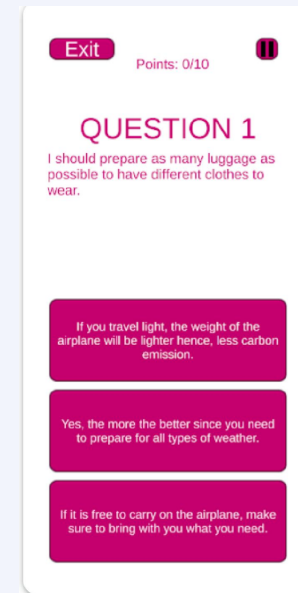 Exit
Points: 0/10
QUESTION 1
I should prepare as many luggage as
possible to have different clothes to
wear.
If you travel light, the weight of the
airplane will be lighter hence, less carbon
emission.
Yes, the more the better since you need
to prepare for all types of weather.
If it is free to carry on the airplane, make
sure to bring with you what you need.